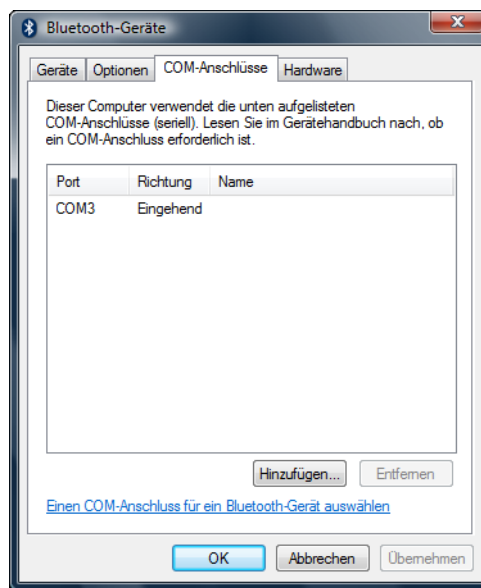 Bluetooth-Geräte
Geräte Optionen COM-Anschlüsse Hardware
Dieser Computer verwendet die unten aufgelisteten
COM-Anschlüsse (seriell). Lesen Sie im Gerätehandbuch nach, ob
ein COM-Anschluss erforderlich ist.
Port Richtung Name
COM3 Eingehend
Hinzufügen... Entfernen
Einen COM-Anschluss für ein Bluetooth-Gerät auswählen
OK Abbrechen Übernehmen